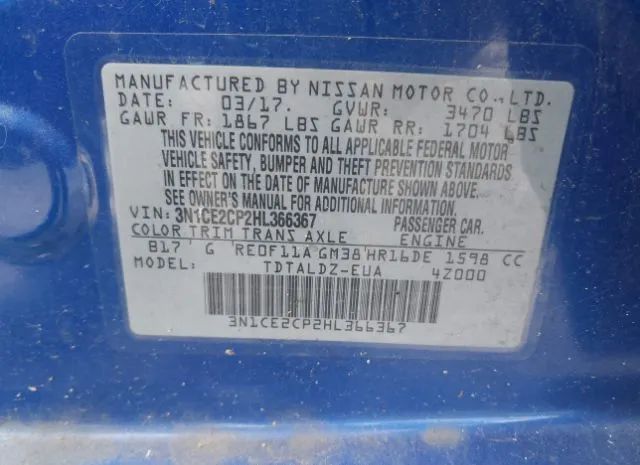 MANUFACTURED BY NISSAN MOTOR CO., LTD.
DATE: 03/17. GVWR: 3470 LBS
GAWR FR: 1867 LBS GAWR RR: 1704 LBS
THIS VEHICLE CONFORMS TO ALL APPLICABLE FEDERAL MOTOR
VEHICLE SAFETY, BUMPER AND THEFT PREVENTION STANDARDS
IN EFFECT ON THE DATE OF MANUFACTURE SHOWN ABOVE.
SEE OWNER'S MANUAL FOR ADDITIONAL INFORMATION.
VIN: 3N1CE2CP2HL366367 PASSENGER CAR.
COLOR TRIM TRANS AXLE ENGINE
B17 G RE0F11A GM38 HR16DE 1598 CC
MODEL: TDTALDZ-EUA 4Z000
3N1CE2CP2HL366367